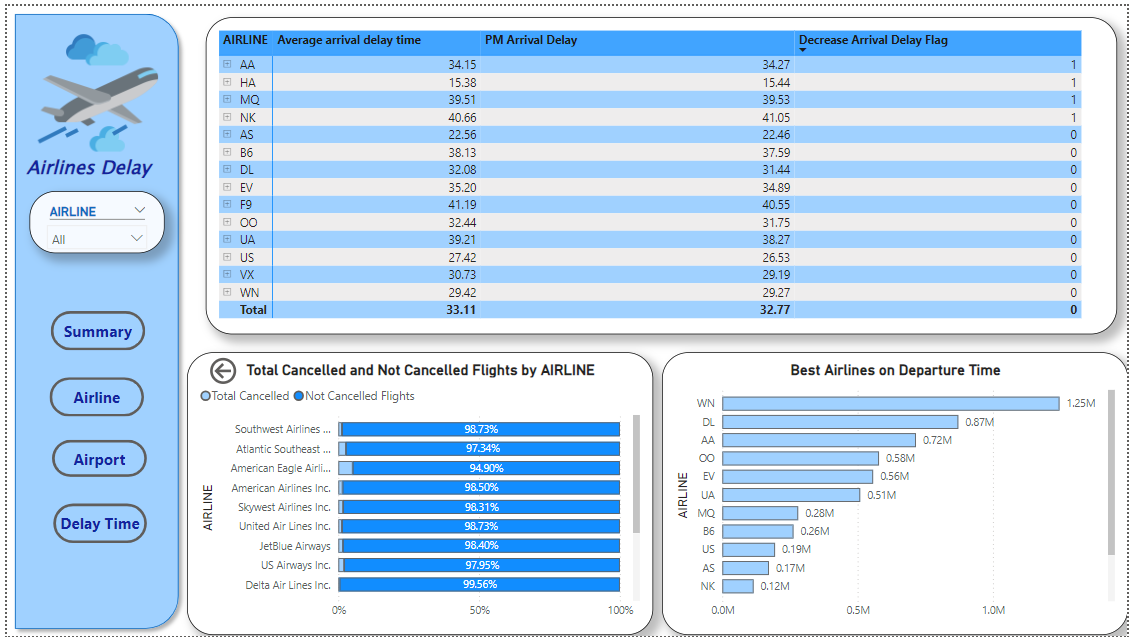 Airlines Delay
AIRLINE
All
Summary
Airline
Airport
Delay Time
AIRLINE Average arrival delay time PM Arrival Delay Decrease Arrival Delay Flag
AA 34.15 34.27 1
HA 15.38 15.44 1
MQ 39.51 39.53 1
NK 40.66 41.05 1
AS 22.56 22.46 0
B6 38.13 37.59 0
DL 32.08 31.44 0
EV 35.20 34.89 0
F9 41.19 40.55 0
OO 32.44 31.75 0
UA 39.21 38.27 0
US 27.42 26.53 0
VX 30.73 29.19 0
WN 29.42 29.27 0
Total 33.11 32.77 0
Total Cancelled and Not Cancelled Flights by AIRLINE
Total Cancelled Not Cancelled Flights
AIRLINE
Southwest Airlines ... 98.73%
Atlantic Southeast ... 97.34%
American Eagle Airli... 94.90%
American Airlines Inc. 98.50%
Skywest Airlines Inc. 98.31%
United Air Lines Inc. 98.73%
JetBlue Airways 98.40%
US Airways Inc. 97.95%
Delta Air Lines Inc. 99.56%
0% 50% 100%
Best Airlines on Departure Time
AIRLINE
WN 1.25M
DL 0.87M
AA 0.72M
OO 0.58M
EV 0.56M
UA 0.51M
MQ 0.28M
B6 0.26M
US 0.19M
AS 0.17M
NK 0.12M
0.0M 0.5M 1.0M